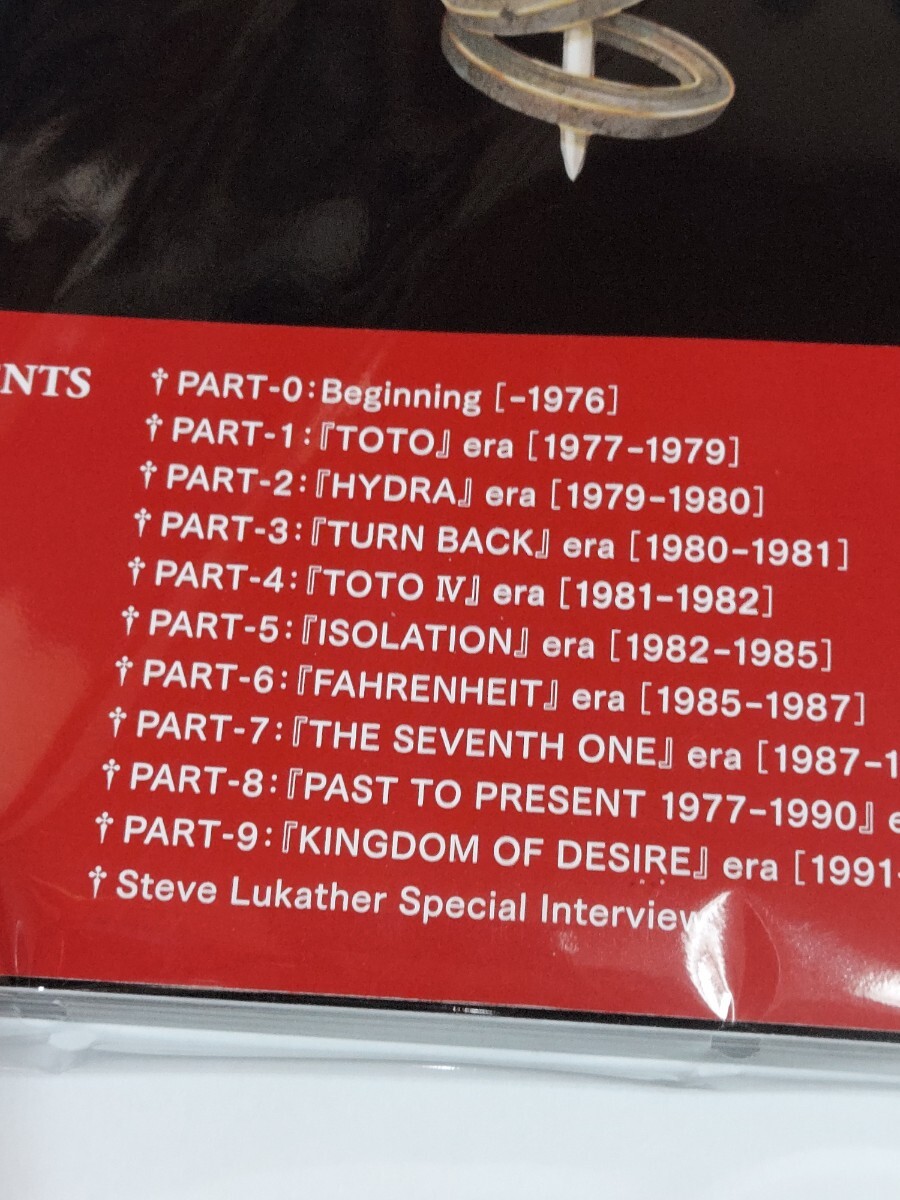 NTS
† PART-0:Beginning [-1976]
† PART-1:『TOTO』 era [1977-1979]
† PART-2:『HYDRA』 era [1979-1980]
† PART-3:『TURN BACK』 era [1980-1981]
† PART-4:『TOTO Ⅳ』 era [1981-1982]
† PART-5:『ISOLATION』 era [1982-1985]
† PART-6:『FAHRENHEIT』 era [1985-1987]
† PART-7:『THE SEVENTH ONE』 era [1987-1
† PART-8:『PAST TO PRESENT 1977-1990』 e
† PART-9:『KINGDOM OF DESIRE』 era [1991-
† Steve Lukather Special Interview